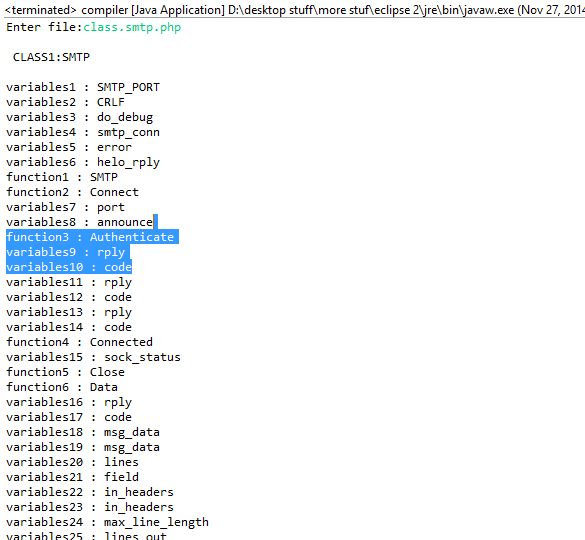 <terminated> compiler [Java Application] D:\desktop stuff\more stuf\eclipse 2\jre\bin\javaw.exe (Nov 27, 2014
Enter file:class.smtp.php
CLASS1:SMTP
variables1 : SMTP_PORT
variables2 : CRLF
variables3 : do_debug
variables4 : smtp_conn
variables5 : error
variables6 : helo_rply
function1 : SMTP
function2 : Connect
variables7 : port
variables8 : announce
function3 : Authenticate
variables9 : rply
variables10 : code
variables11 : rply
variables12 : code
variables13 : rply
variables14 : code
function4 : Connected
variables15 : sock_status
function5 : Close
function6 : Data
variables16 : rply
variables17 : code
variables18 : msg_data
variables19 : msg_data
variables20 : lines
variables21 : field
variables22 : in_headers
variables23 : in_headers
variables24 : max_line_length
variables25 : lines_out